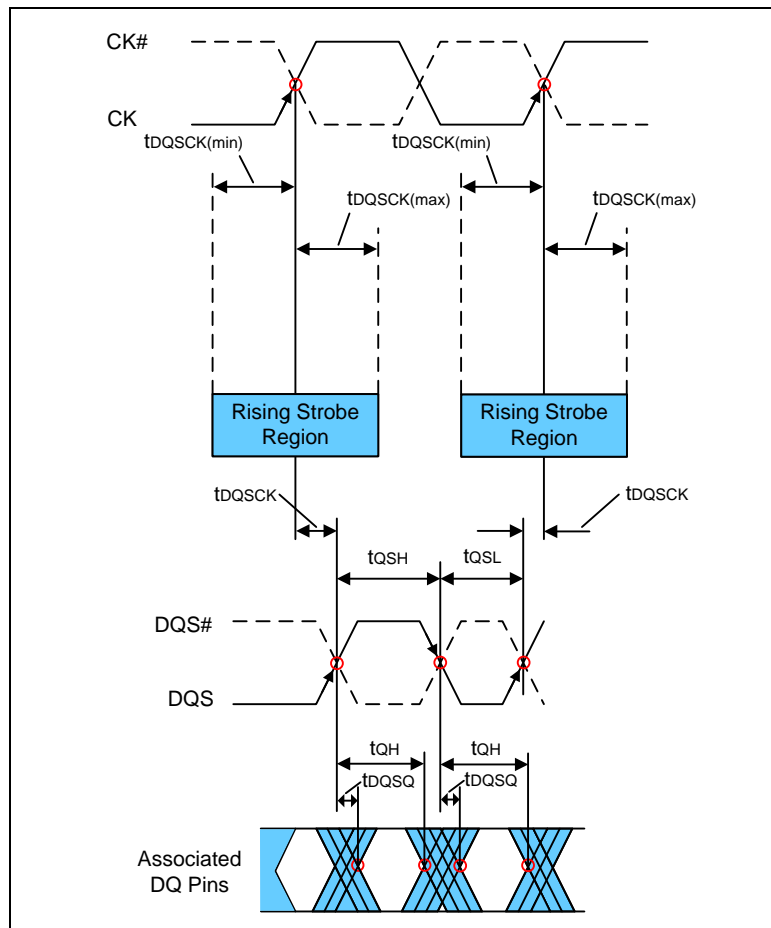 CK#
CK
tDQSCK(min)
tDQSCK(min)
tDQSCK(max)
tDQSCK(max)
Rising Strobe
Region
Rising Strobe
Region
tDQSCK
tDQSCK
tQSH
tQSL
DQS#
DQS
tQH
tQH
tDQSQ
tDQSQ
Associated
DQ Pins